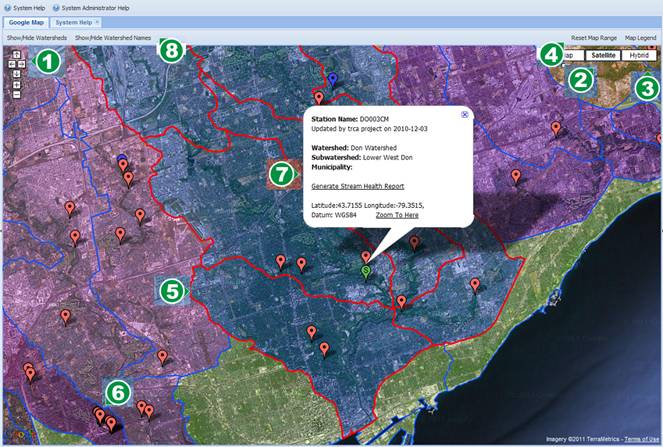 System Help System Administrator Help
Google Map System Help
Show/Hide Watersheds Show/Hide Watershed Names Reset Map Range Map Legend
8
4
1
ap Satellite Hybrid
2
3
Station Name: DO003CM
Updated by trca project on 2010-12-03
Watershed: Don Watershed
Subwatershed: Lower West Don
Municipality:
7
Generate Stream Health Report
Latitude:43.7155 Longitude:-79.3515,
Datum: WGS84 Zoom To Here
S
5
6
Imagery ©2011 TerraMetrics - Terms of Use